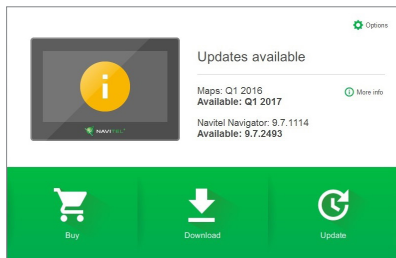 Options
Updates available
Maps: Q1 2016
Available: Q1 2017
More info
Navitel Navigator: 9.7.1114
Available: 9.7.2493
NAVITEL
Buy
Download
Update